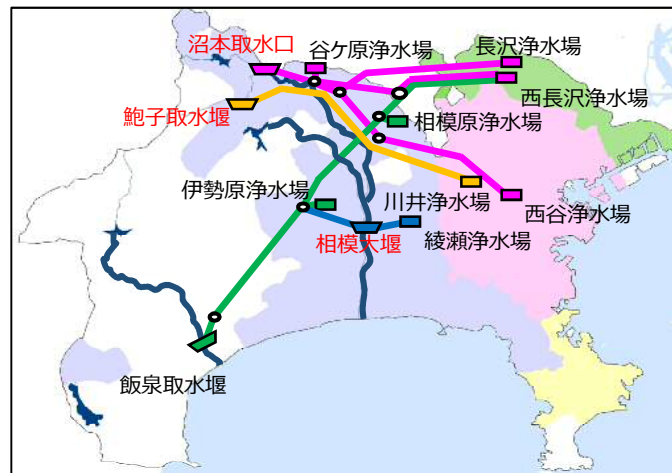 沼本取水口
谷ケ原浄水場
長沢浄水場
鮑子取水堰
西長沢浄水場
相模原浄水場
伊勢原浄水場
川井浄水場
西谷浄水場
相模大堰
綾瀬浄水場
飯泉取水堰